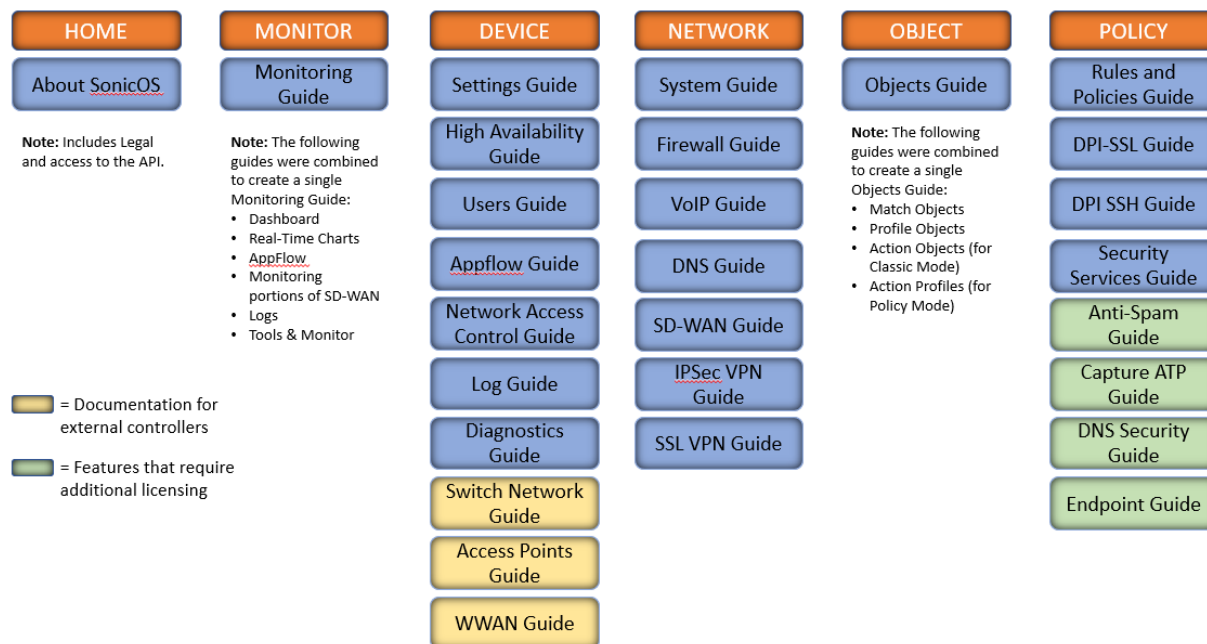 HOME
About SonicOS
Note: Includes Legal
and access to the API.
= Documentation for
external controllers
= Features that require
additional licensing
MONITOR
Monitoring
Guide
Note: The following
guides were combined
to create a single
Monitoring Guide:
• Dashboard
• Real-Time Charts
• AppFlow
• Monitoring
portions of SD-WAN
• Logs
• Tools & Monitor
DEVICE
Settings Guide
High Availability
Guide
Users Guide
Appflow Guide
Network Access
Control Guide
Log Guide
Diagnostics
Guide
Switch Network
Guide
Access Points
Guide
WWAN Guide
NETWORK
System Guide
Firewall Guide
VoIP Guide
DNS Guide
SD-WAN Guide
IPSec VPN
Guide
SSL VPN Guide
OBJECT
Objects Guide
Note: The following
guides were combined
to create a single
Objects Guide:
• Match Objects
• Profile Objects
• Action Objects (for
Classic Mode)
• Action Profiles (for
Policy Mode)
POLICY
Rules and
Policies Guide
DPI-SSL Guide
DPI SSH Guide
Security
Services Guide
Anti-Spam
Guide
Capture ATP
Guide
DNS Security
Guide
Endpoint Guide